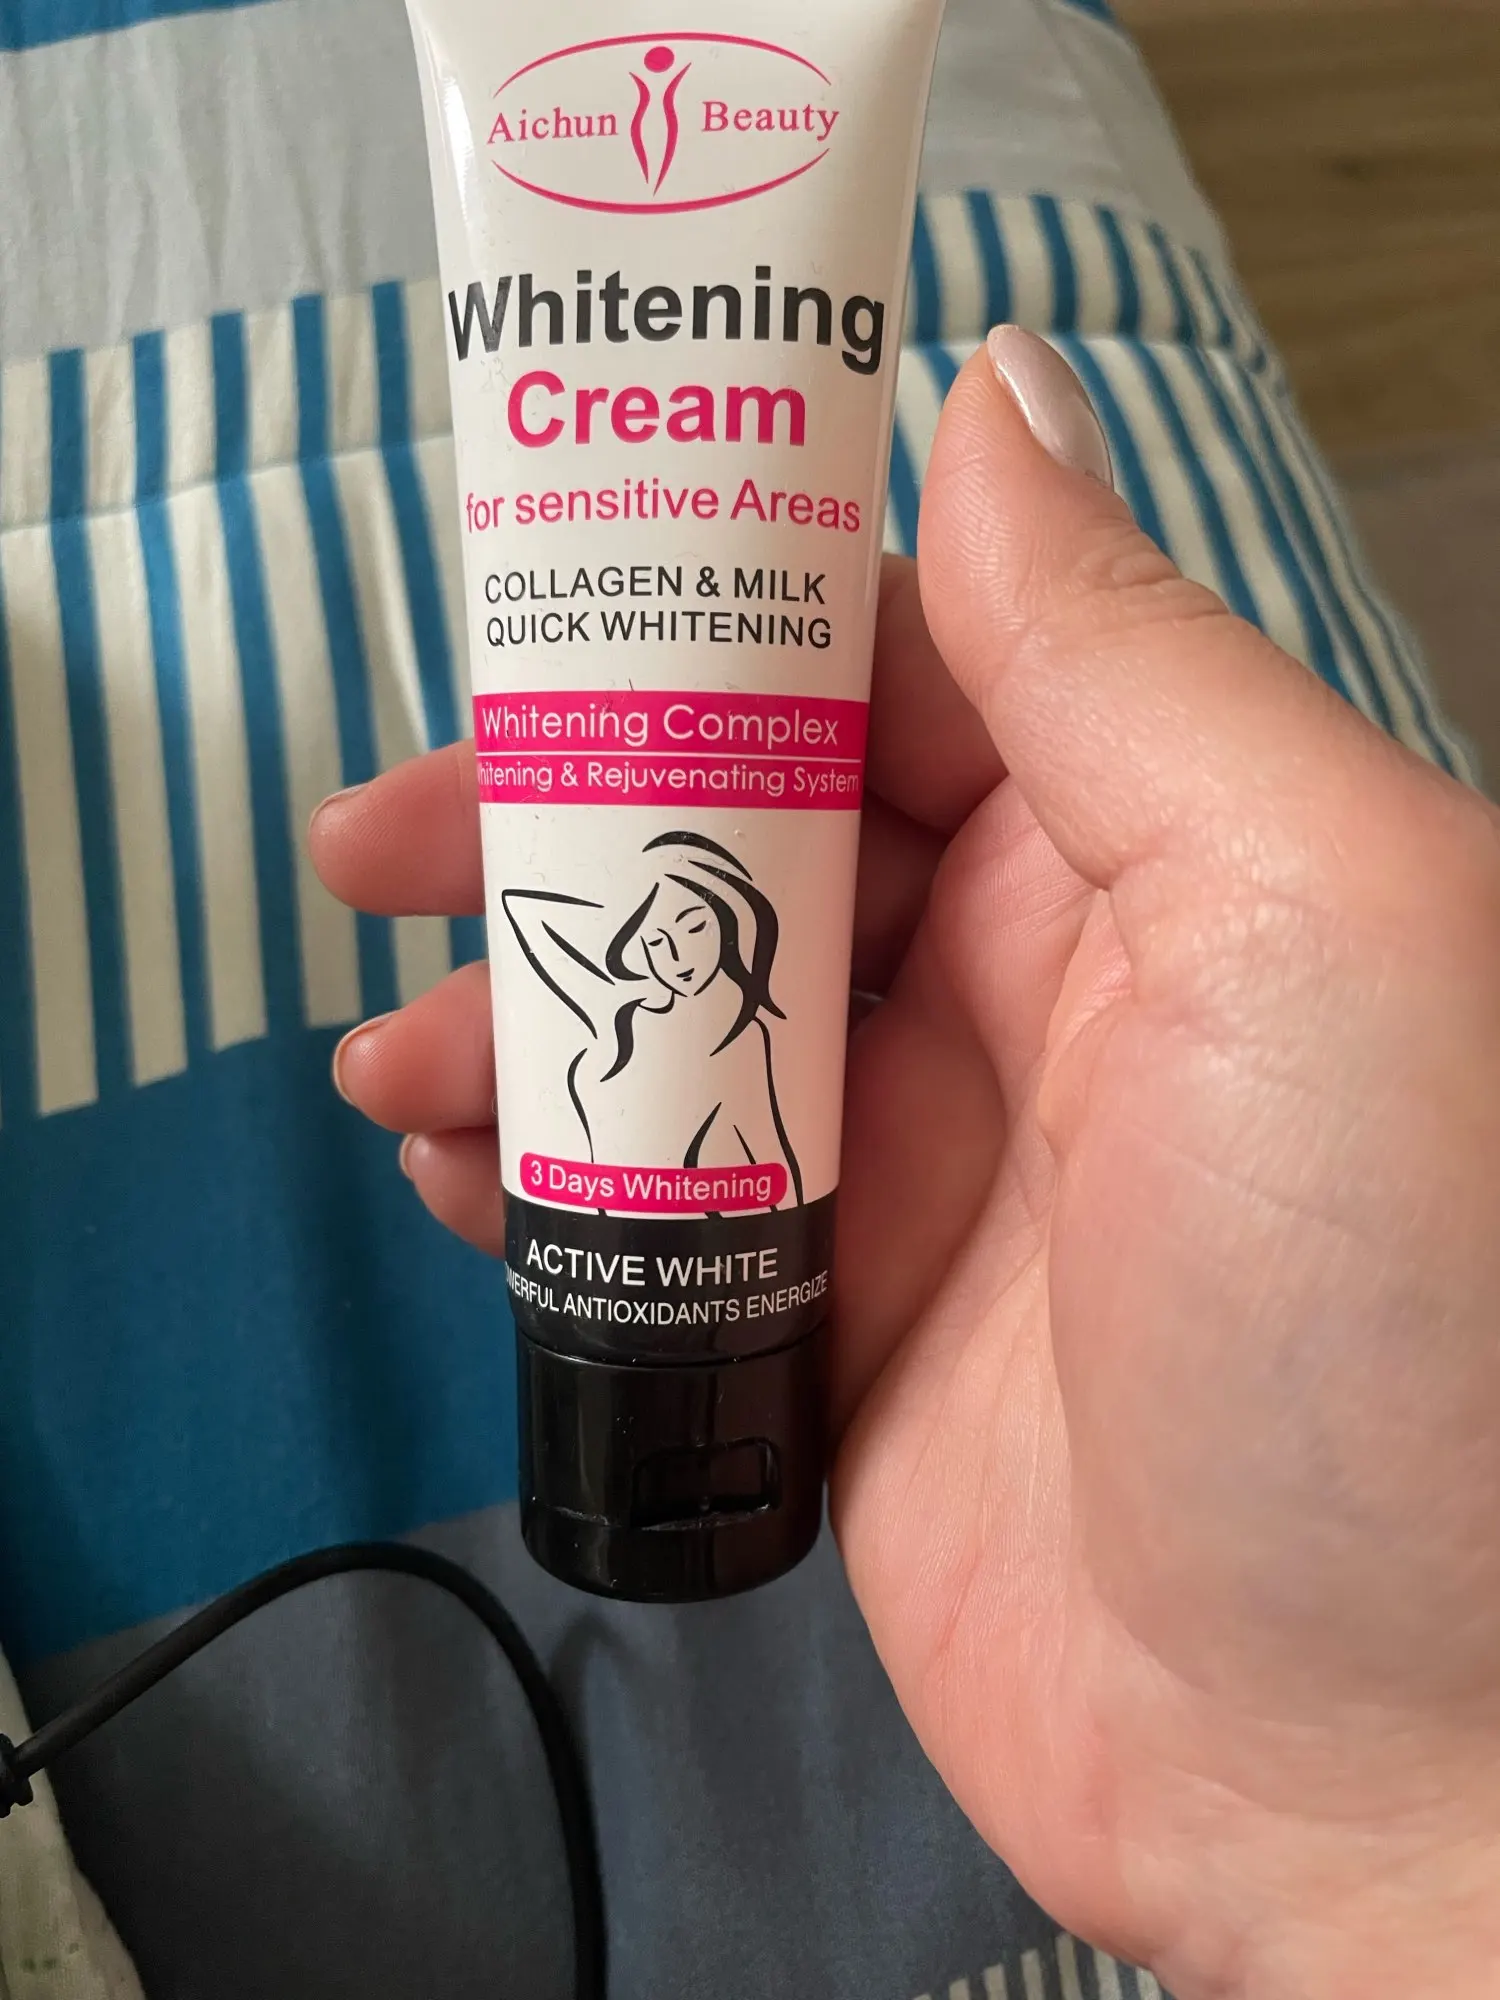 Aichun Beauty
Whitening
Cream
for sensitive Areas
COLLAGEN & MILK
QUICK WHITENING
Whitening Complex
& Rejuvenating System
3 Days Whitening
ACTIVE WHITE
ANTIOXIDANTS ENERGIZE